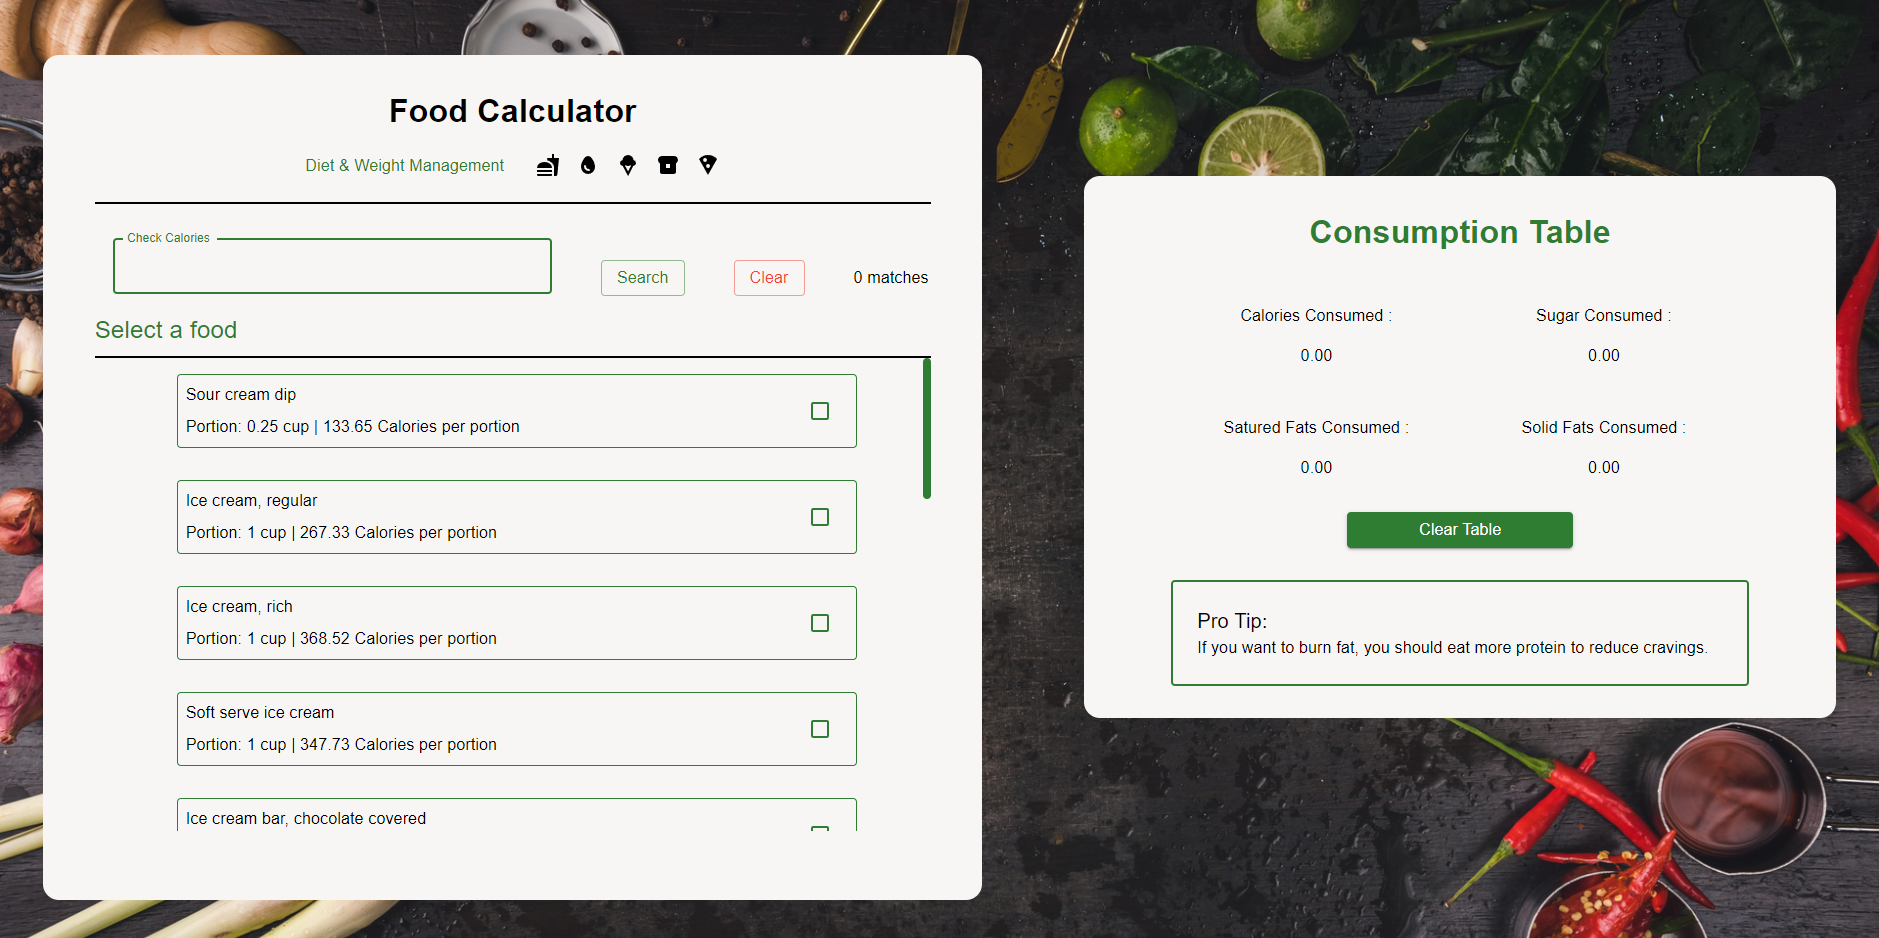 Food Calculator
Diet & Weight Management
Check Calories
Search
Clear
0 matches
Select a food
Sour cream dip
Portion: 0.25 cup | 133.65 Calories per portion
Ice cream, regular
Portion: 1 cup | 267.33 Calories per portion
Ice cream, rich
Portion: 1 cup | 368.52 Calories per portion
Soft serve ice cream
Portion: 1 cup | 347.73 Calories per portion
Ice cream bar, chocolate covered
Consumption Table
Calories Consumed :
0.00
Sugar Consumed :
0.00
Satured Fats Consumed :
0.00
Solid Fats Consumed :
0.00
Clear Table
Pro Tip:
If you want to burn fat, you should eat more protein to reduce cravings.